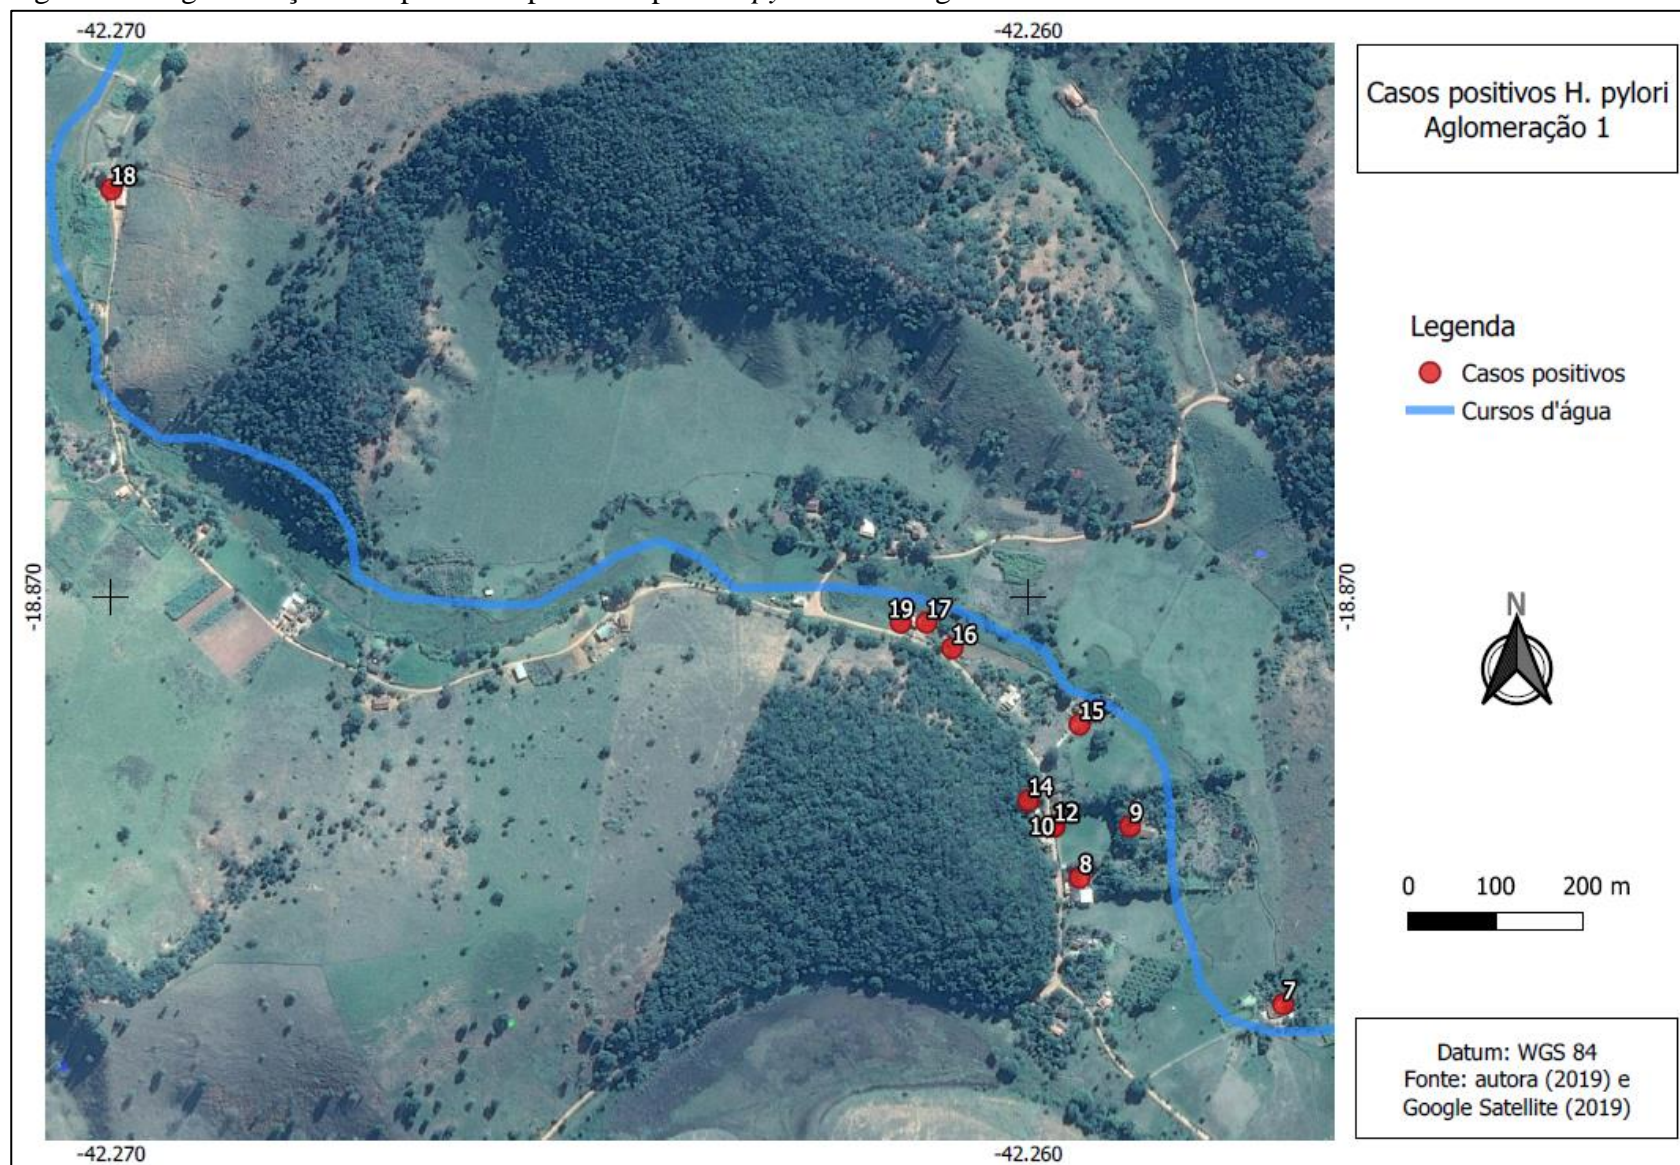 -42.270
-42.260
Casos positivos H. pylori
Aglomeração 1
18
Legenda
Casos positivos
Cursos d'água
-18.870
-18.870
N
19
17
16
15
14
12
10
9
8
0 100 200 m
7
Datum: WGS 84
Fonte: autora (2019) e
Google Satellite (2019)
-42.270
-42.260